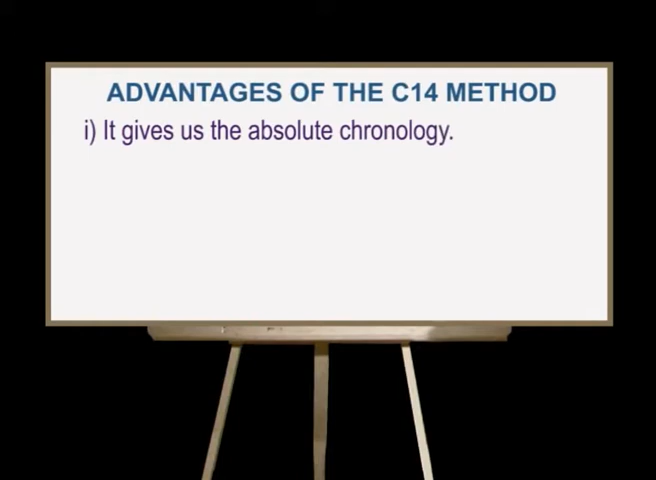 ADVANTAGES OF THE C14 METHOD
i) It gives us the absolute chronology.